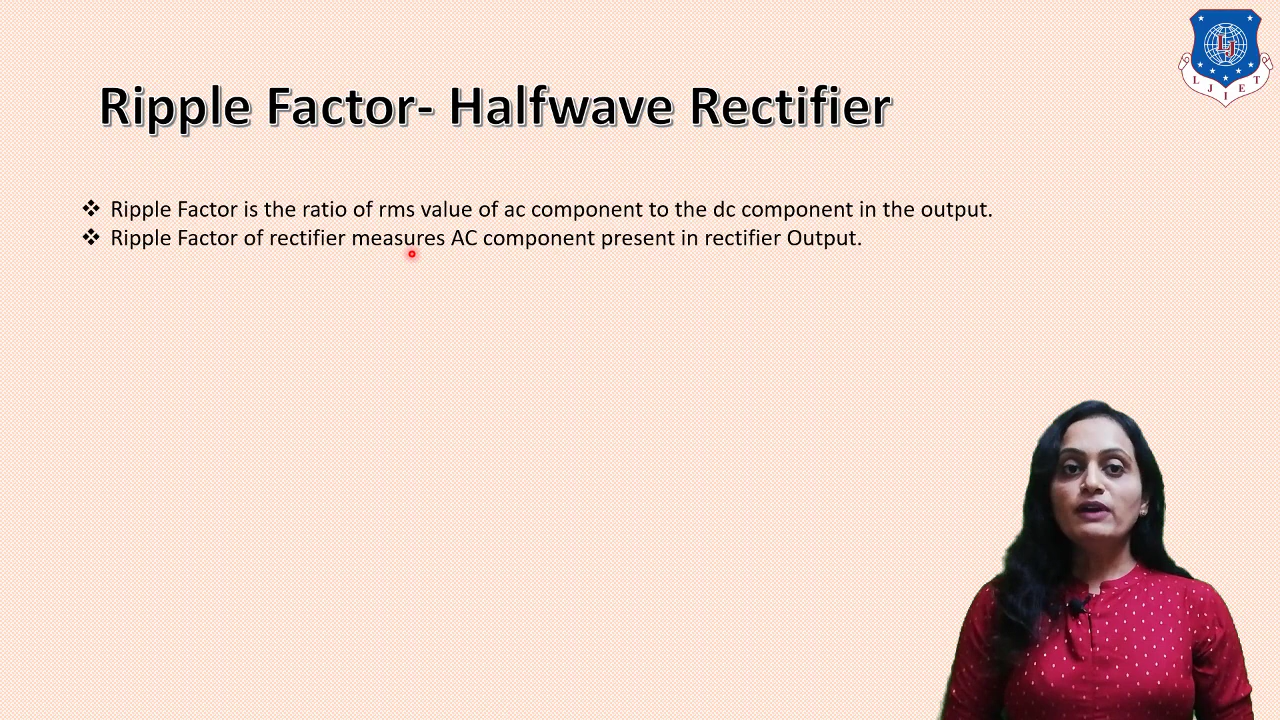 Ripple Factor- Halfwave Rectifier
❖ Ripple Factor is the ratio of rms value of ac component to the dc component in the output.
❖ Ripple Factor of rectifier measures AC component present in rectifier Output.
LJ
L J I E T